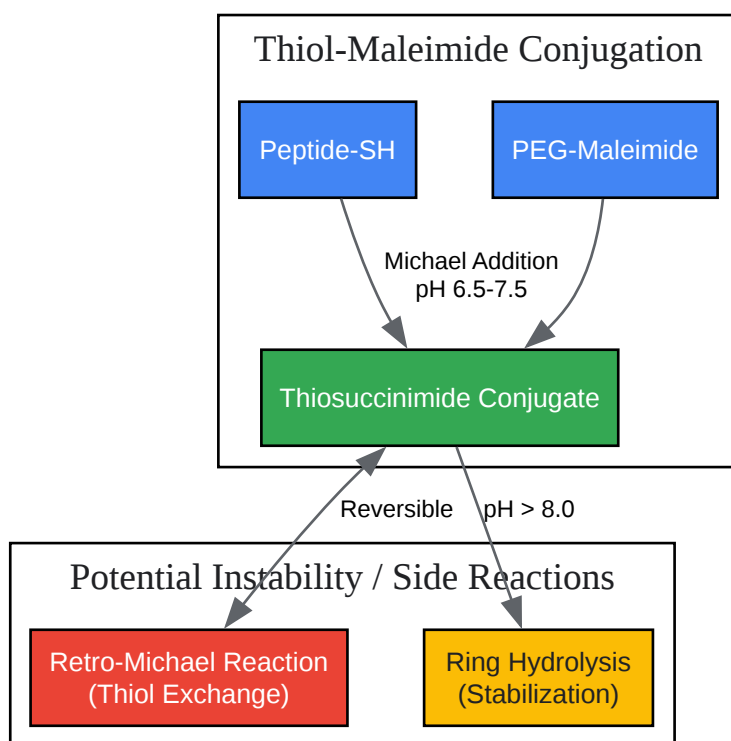 Thiol-Maleimide Conjugation
Peptide-SH
PEG-Maleimide
Michael Addition
pH 6.5-7.5
Thiosuccinimide Conjugate
Reversible
pH > 8.0
Potential Instability / Side Reactions
Retro-Michael Reaction
(Thiol Exchange)
Ring Hydrolysis
(Stabilization)